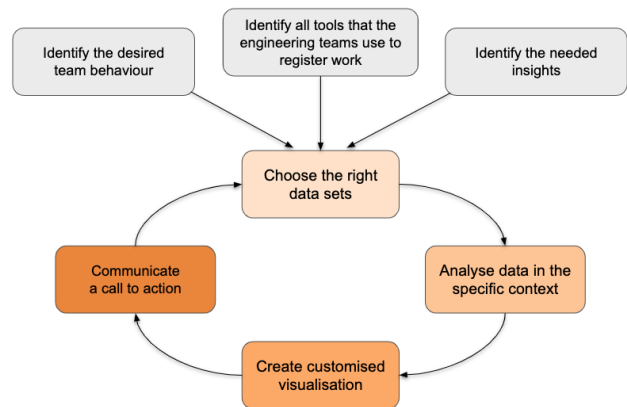 Identify the desired
team behaviour
Identify all tools that the
engineering teams use to
register work
Identify the needed
insights
Choose the right
data sets
Analyse data in the
specific context
Create customised
visualisation
Communicate
a call to action